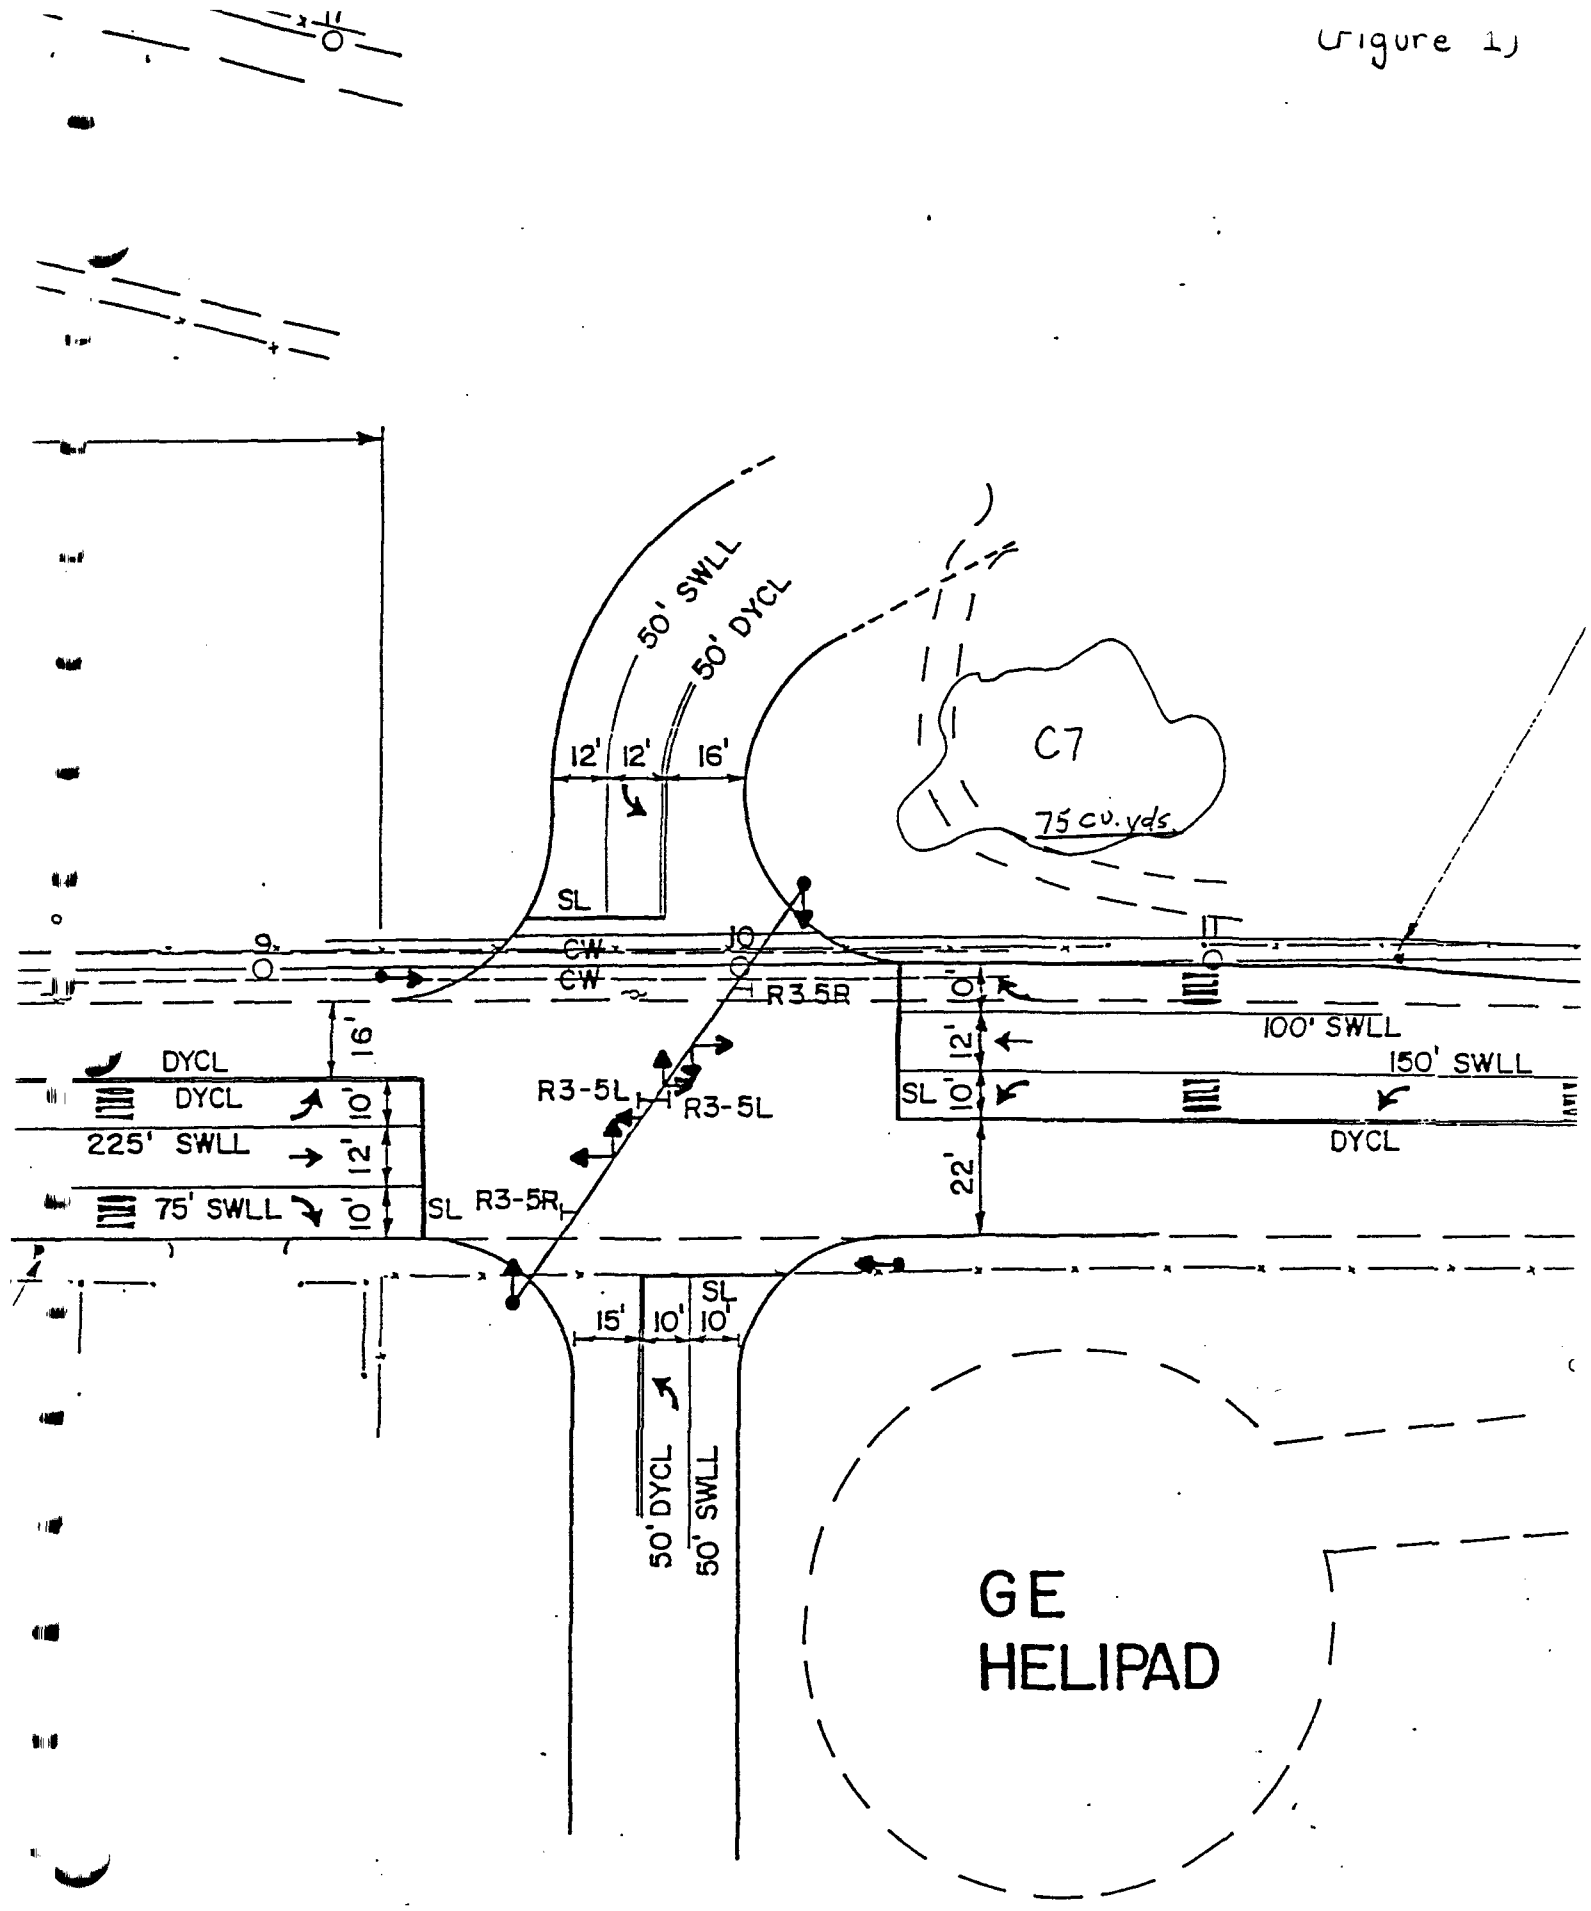 (Figure 1)
11
50' SWLL
50' DYCL
12' 12' 16'
C7
75 cu. yds.
SL
9
CW
10
11
CW
R3-5R
10'
16'
100' SWLL
12'
150' SWLL
DYCL
DYCL
10'
R3-5L
R3-5L
SL
10'
225' SWLL
12'
DYCL
22'
75' SWLL
10'
SL
R3-5R
SL
15' 10' 10'
50' DYCL
50' SWLL
GE
HELIPAD